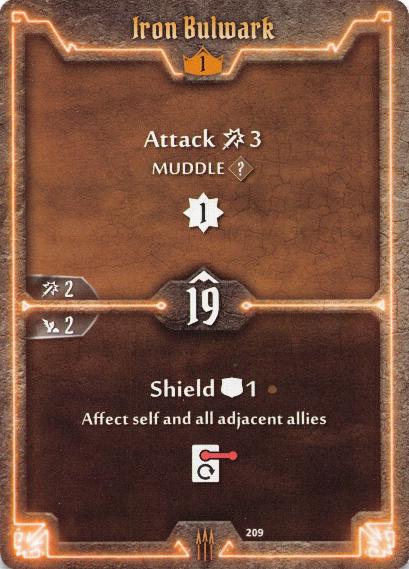 Iron Bulwark
1
Attack 3
MUDDLE ?
1
2
19
2
Shield 1
Affect self and all adjacent allies
209